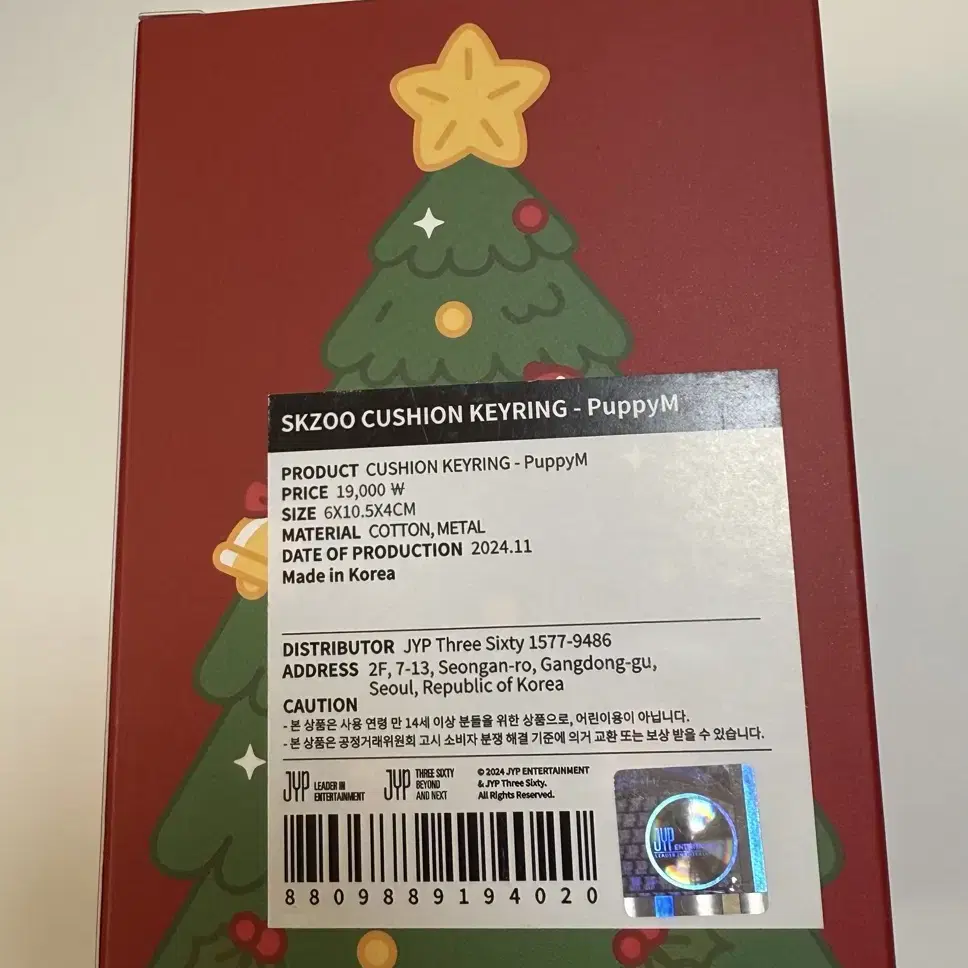 SKZOO CUSHION KEYRING - PuppyM
PRODUCT CUSHION KEYRING - PuppyM
PRICE 19,000 ₩
SIZE 6X10.5X4CM
MATERIAL COTTON, METAL
DATE OF PRODUCTION 2024.11
Made in Korea
DISTRIBUTOR JYP Three Sixty 1577-9486
ADDRESS 2F, 7-13, Seongan-ro, Gangdong-gu,
Seoul, Republic of Korea
CAUTION
- 본 상품은 사용 연령 만 14세 이상 분들을 위한 상품으로, 어린이용이 아닙니다.
- 본 상품은 공정거래위원회 고시 소비자 분쟁 해결 기준에 의거 교환 또는 보상 받을 수 있습니다.
JYP LEADER IN
ENTERTAINMENT
JYP THREE SIXTY
BEYOND
AND NEXT
© 2024 JYP ENTERTAINMENT
& JYP Three Sixty.
All Rights Reserved.
JYP
8809889194020